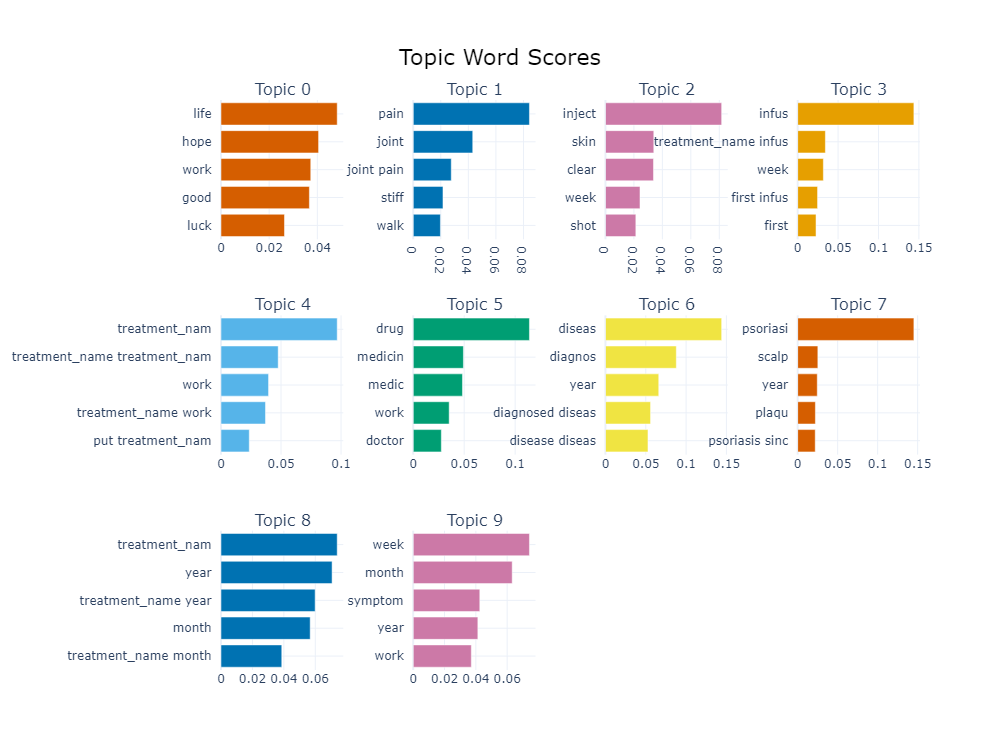 Topic Word Scores
Topic 0
life
hope
work
good
luck
0 0.02 0.04
Topic 1
pain
joint
joint pain
stiff
walk
0 0.02 0.04 0.06 0.08
Topic 2
inject
skin
clear
week
shot
0 0.02 0.04 0.06 0.08
Topic 3
infus
treatment_name infus
week
first infus
first
0 0.05 0.1 0.15
Topic 4
treatment_nam
treatment_name treatment_nam
work
treatment_name work
put treatment_nam
0 0.05 0.1
Topic 5
drug
medicin
medic
work
doctor
0 0.05 0.1
Topic 6
diseas
diagnos
year
diagnosed diseas
disease diseas
0 0.05 0.1 0.15
Topic 7
psoriasi
scalp
year
plaqu
psoriasis sinc
0 0.05 0.1 0.15
Topic 8
treatment_nam
year
treatment_name year
month
treatment_name month
0 0.02 0.04 0.06
Topic 9
week
month
symptom
year
work
0 0.02 0.04 0.06